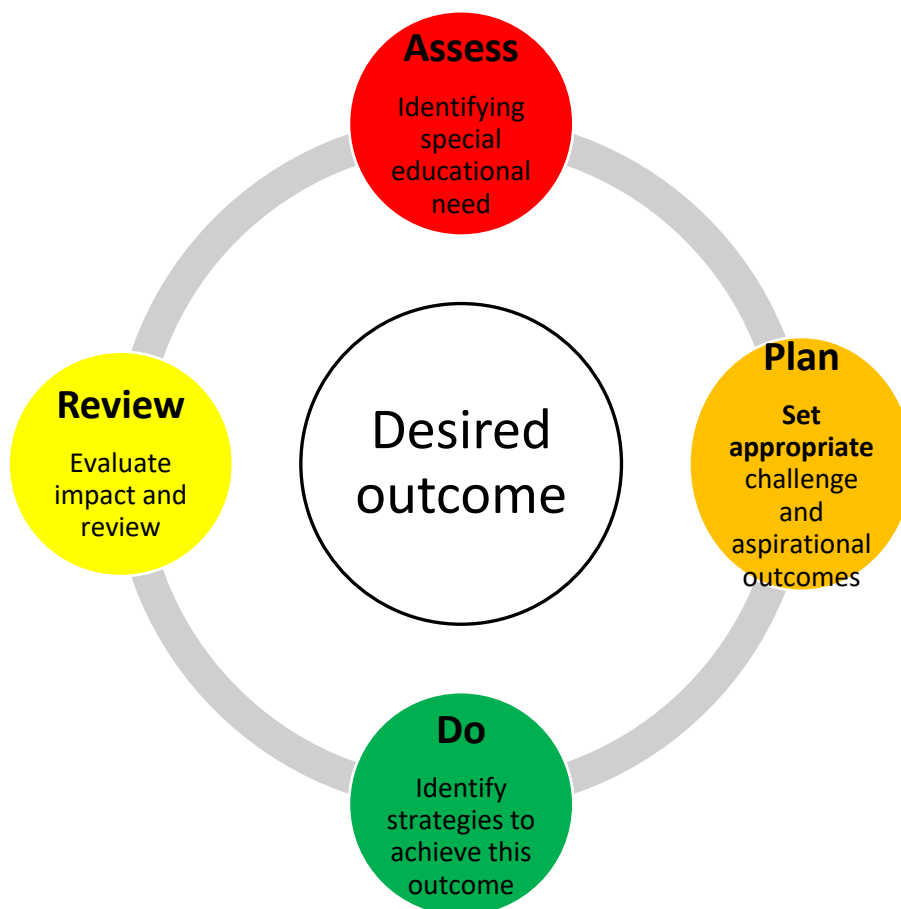 Assess
Identifying
special
educational
need
Plan
Set
appropriate
challenge
and
aspirational
outcomes
Do
Identify
strategies to
achieve this
outcome
Review
Evaluate
impact and
review
Desired
outcome